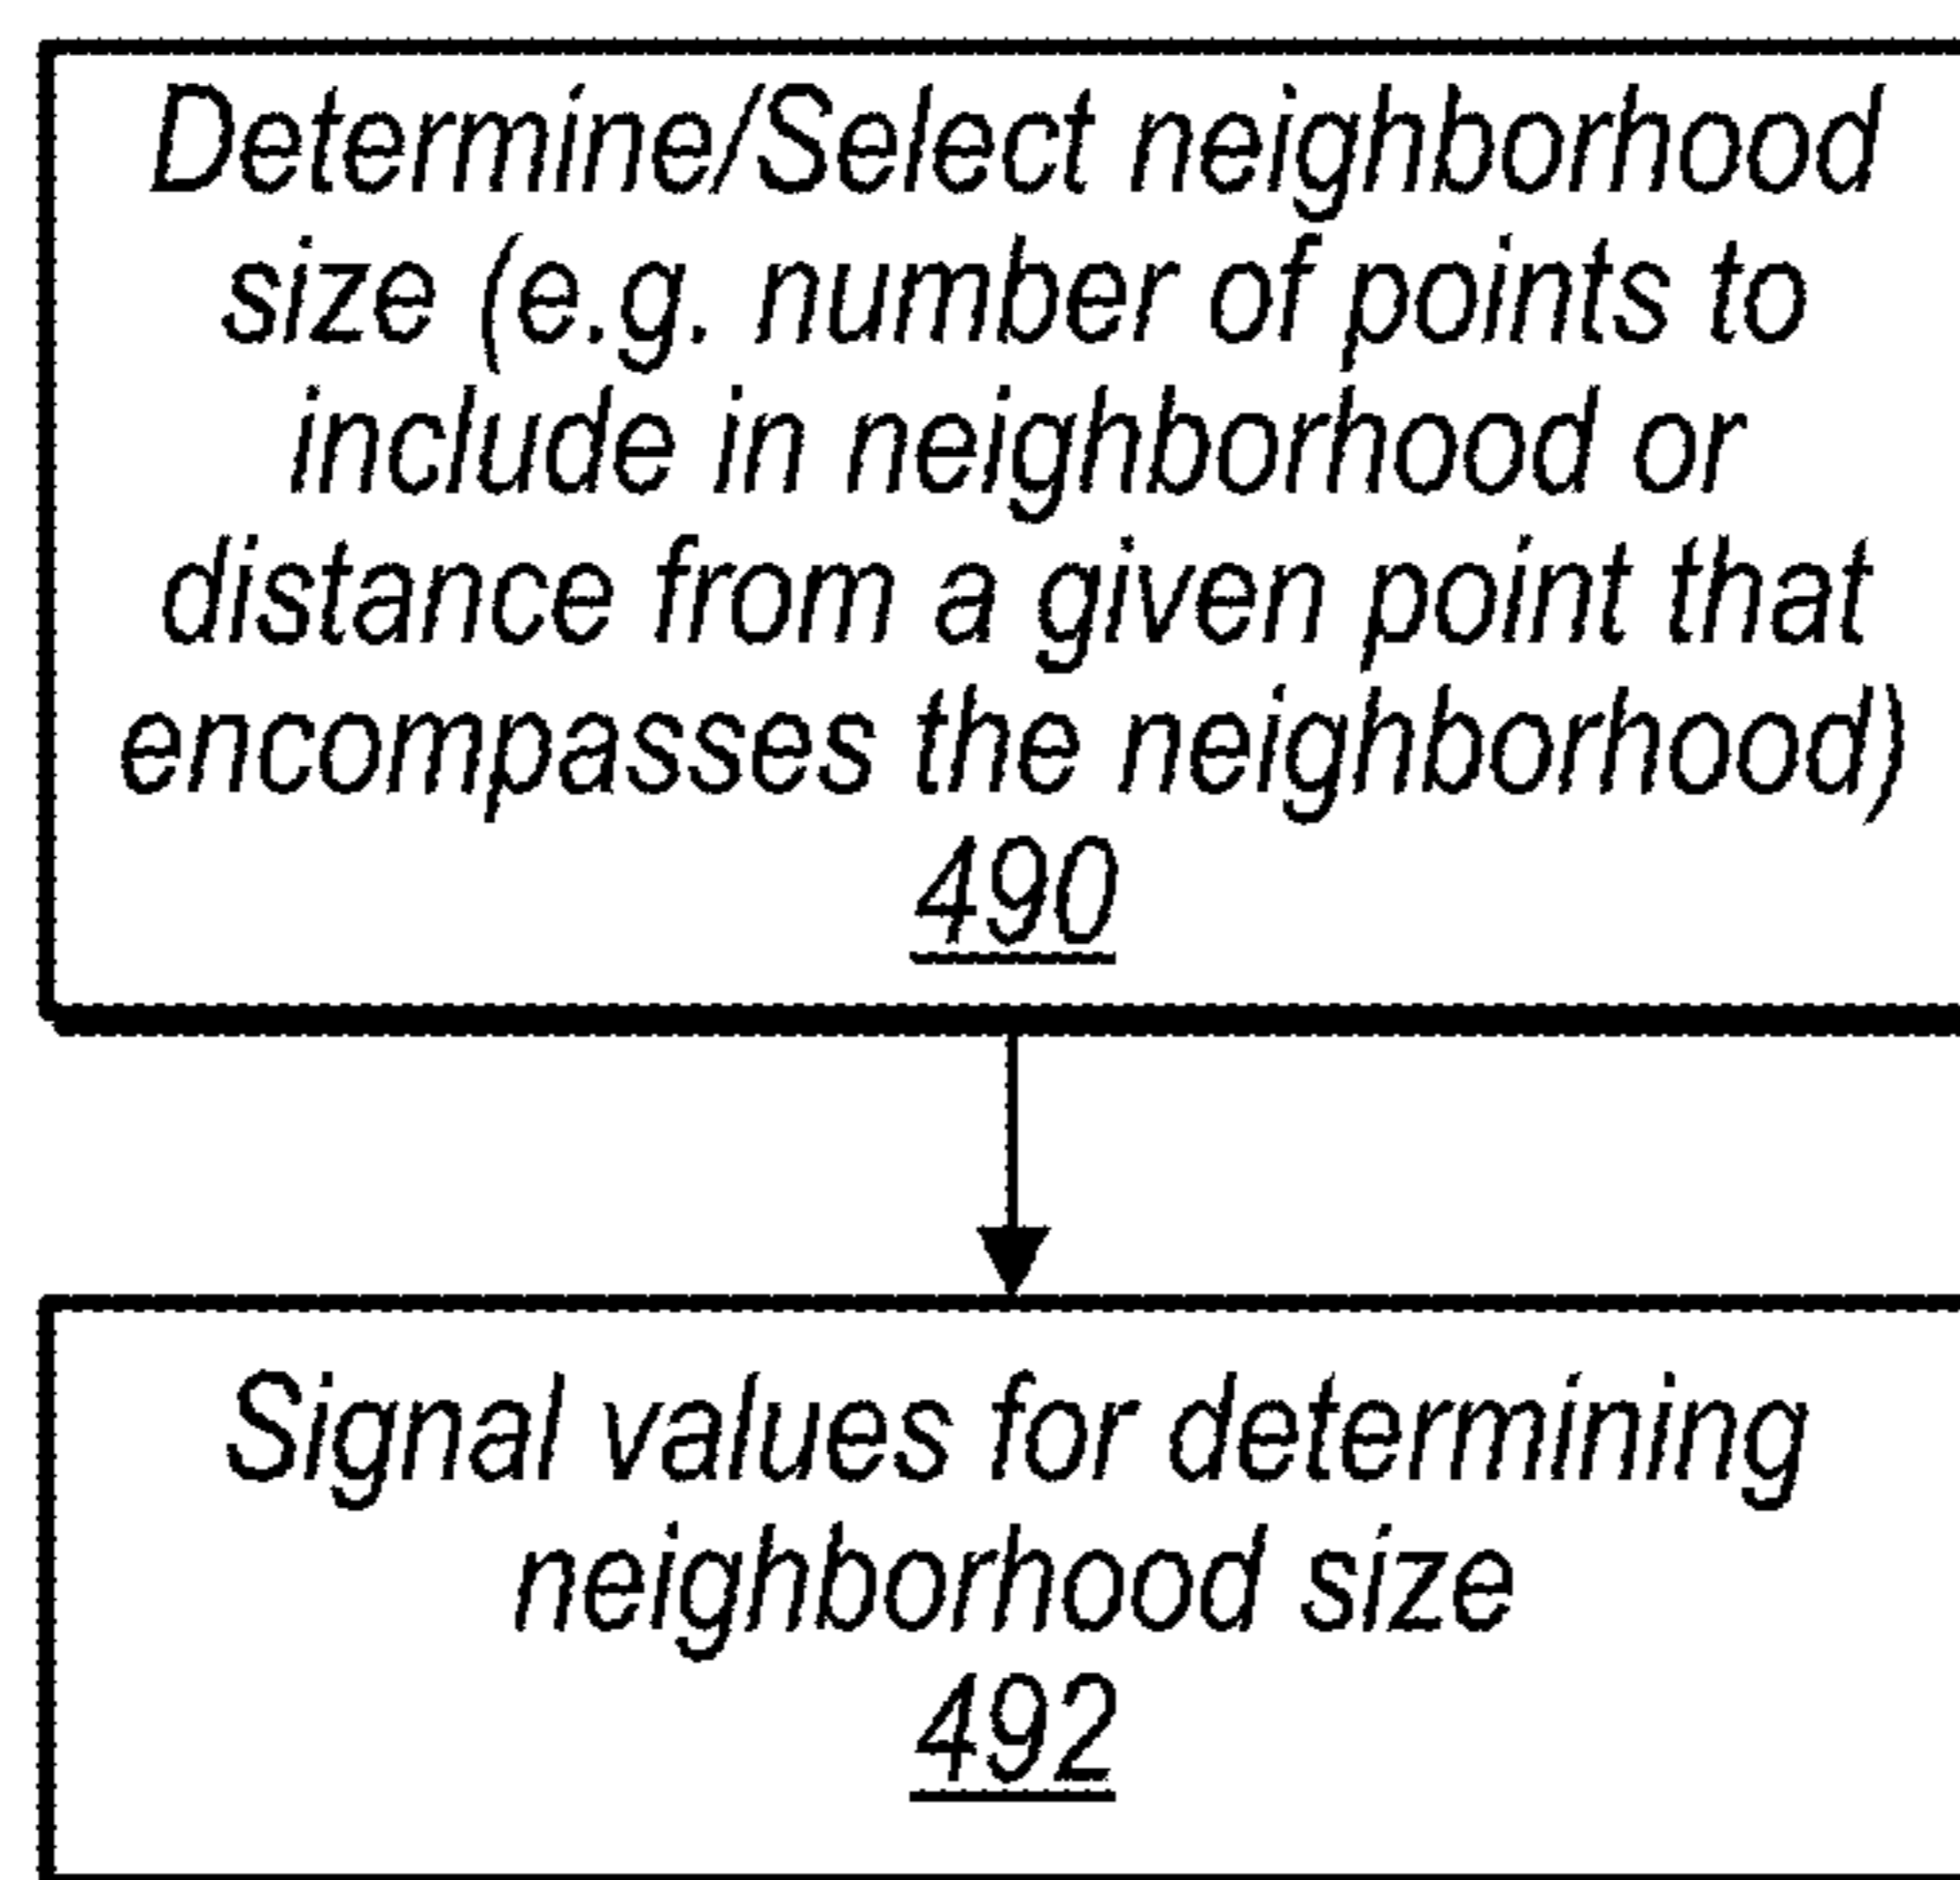 Determine/Select neighborhood
size (e.g. number of points to
include in neighborhood or
distance from a given point that
encompasses the neighborhood)
490
Signal values for determining
neighborhood size
492